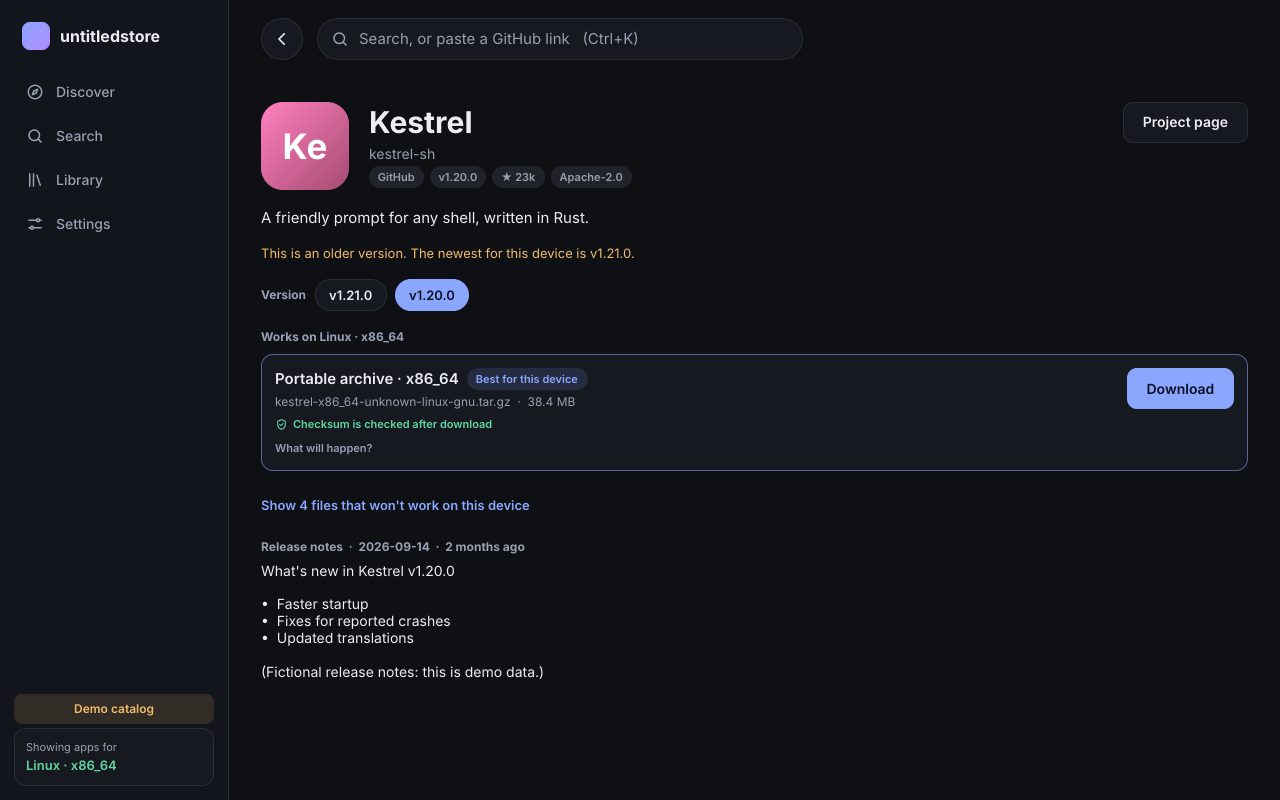 untitledstore
Discover
Search
Library
Settings
Demo catalog
Showing apps for
Linux · x86_64
Search, or paste a GitHub link (Ctrl+K)
Ke
Kestrel
kestrel-sh
GitHub v1.20.0 ★ 23k Apache-2.0
Project page
A friendly prompt for any shell, written in Rust.
This is an older version. The newest for this device is v1.21.0.
Version v1.21.0 v1.20.0
Works on Linux · x86_64
Portable archive · x86_64 Best for this device
kestrel-x86_64-unknown-linux-gnu.tar.gz · 38.4 MB
Checksum is checked after download
What will happen?
Download
Show 4 files that won't work on this device
Release notes · 2026-09-14 · 2 months ago
What's new in Kestrel v1.20.0
• Faster startup
• Fixes for reported crashes
• Updated translations
(Fictional release notes: this is demo data.)